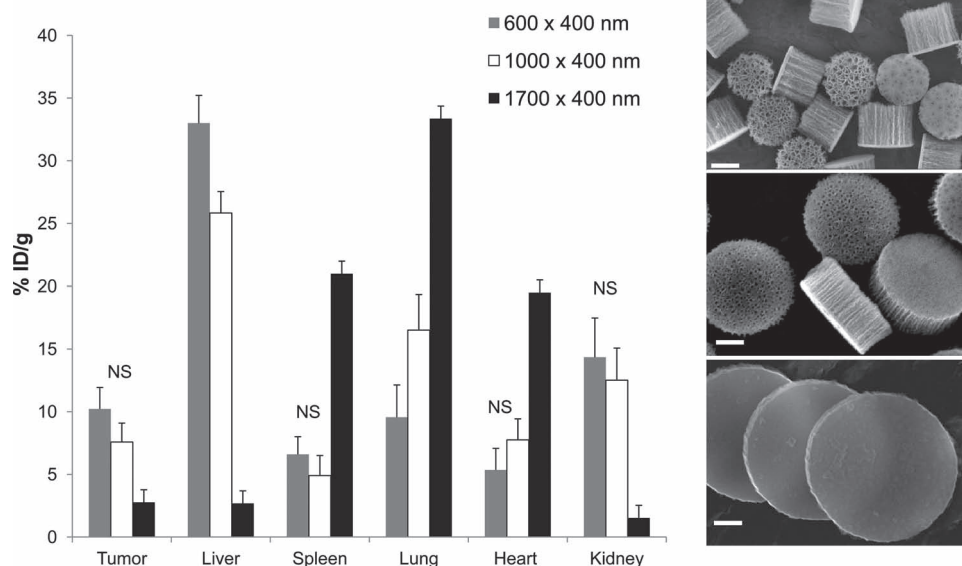 600 x 400 nm
1000 x 400 nm
1700 x 400 nm
% ID/g
40
35
30
25
20
15
10
5
0
NS
NS
NS
NS
Tumor Liver Spleen Lung Heart Kidney